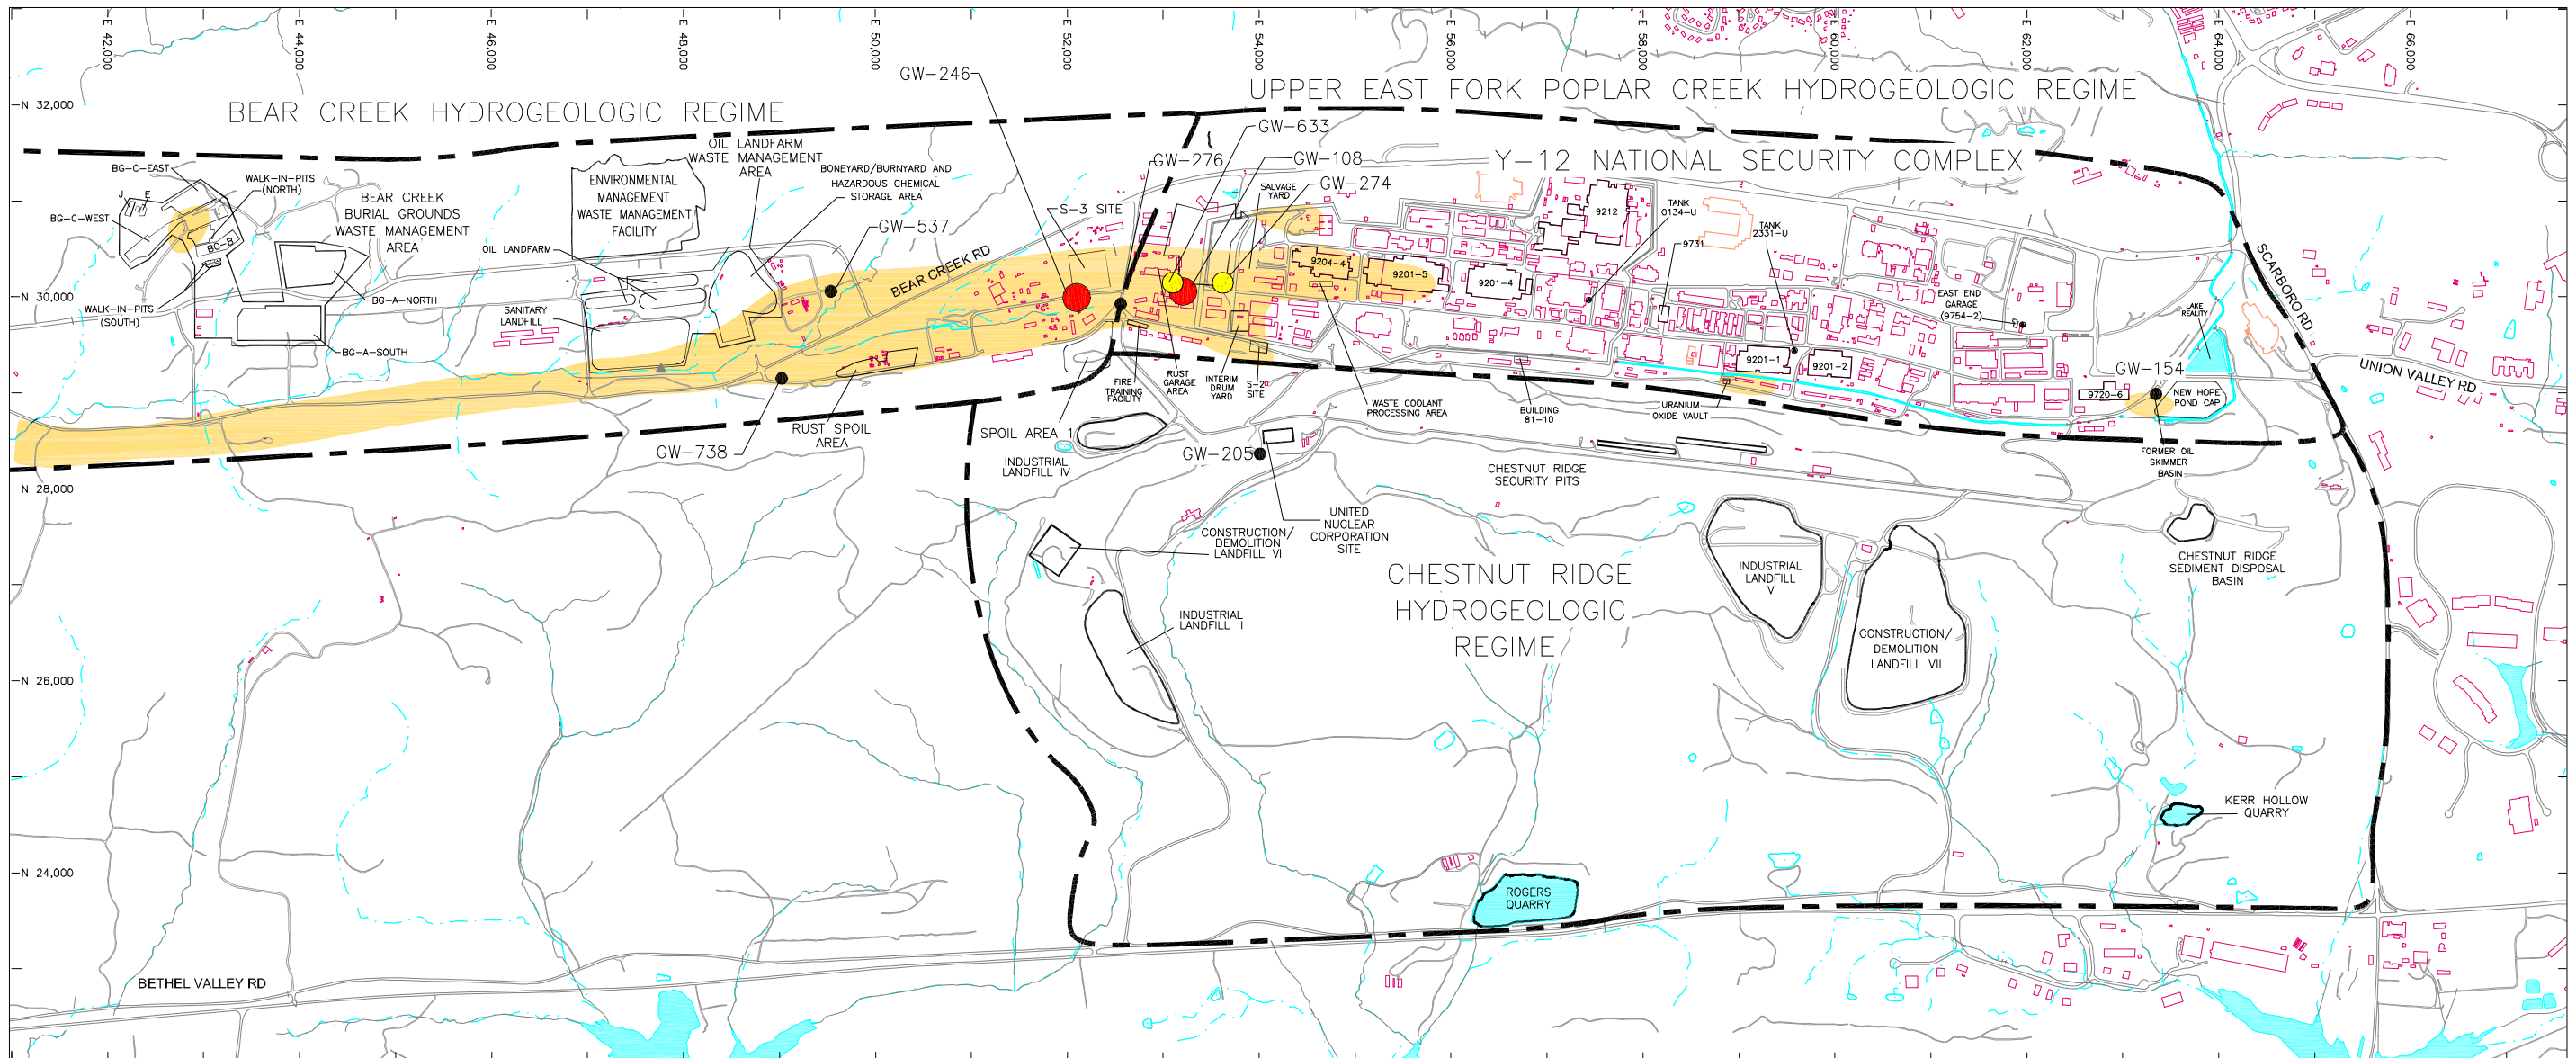 E 42,000
E 44,000
E 46,000
E 48,000
E 50,000
E 52,000
E 54,000
E 56,000
E 58,000
E 60,000
E 62,000
E 64,000
E 66,000
N 32,000
N 30,000
N 28,000
N 26,000
N 24,000
BEAR CREEK HYDROGEOLOGIC REGIME
UPPER EAST FORK POPLAR CREEK HYDROGEOLOGIC REGIME
Y-12 NATIONAL SECURITY COMPLEX
GW-246
GW-633
GW-276
GW-108
GW-274
BG-C-EAST
J
E
WALK-IN-PITS
(NORTH)
BG-C-WEST
BG-B
WALK-IN-PITS
(SOUTH)
BEAR CREEK
BURIAL GROUNDS
WASTE MANAGEMENT
AREA
BG-A-NORTH
BG-A-SOUTH
OIL LANDFARM
WASTE MANAGEMENT
AREA
ENVIRONMENTAL
MANAGEMENT
WASTE MANAGEMENT
FACILITY
BONEYARD/BURNYARD AND
HAZARDOUS CHEMICAL
STORAGE AREA
OIL LANDFARM
SANITARY
LANDFILL I
GW-537
S-3 SITE
BEAR CREEK RD
SALVAGE
YARD
9212
TANK
0134-U
TANK
2331-U
9731
9204-4
9201-5
9201-4
EAST END
GARAGE
(9754-2)
LAKE
REALITY
SCARBORO RD
UNION VALLEY RD
GW-154
9201-1
9201-2
9720-6
NEW HOPE
POND CAP
FIRE
TRAINING
FACILITY
RUST
GARAGE
AREA
INTERIM
DRUM
YARD
S-2
SITE
WASTE COOLANT
PROCESSING AREA
BUILDING
81-10
URANIUM
OXIDE VAULT
FORMER OIL
SKIMMER
BASIN
RUST SPOIL
AREA
GW-738
SPOIL AREA 1
INDUSTRIAL
LANDFILL IV
GW-205
CHESTNUT RIDGE
SECURITY PITS
UNITED
NUCLEAR
CORPORATION
SITE
CONSTRUCTION/
DEMOLITION
LANDFILL VI
CHESTNUT RIDGE
HYDROGEOLOGIC
REGIME
INDUSTRIAL
LANDFILL
V
CHESTNUT RIDGE
SEDIMENT DISPOSAL
BASIN
INDUSTRIAL
LANDFILL II
CONSTRUCTION/
DEMOLITION
LANDFILL VII
KERR HOLLOW
QUARRY
ROGERS
QUARRY
BETHEL VALLEY RD